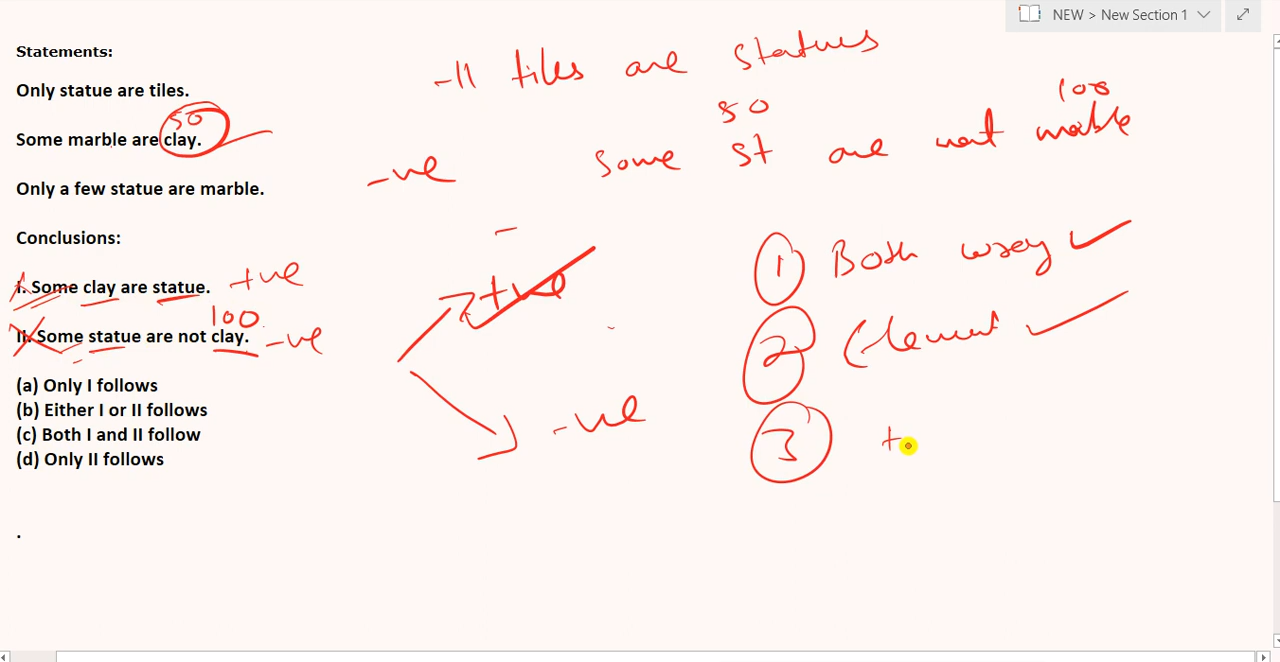 NEW > New Section 1
Statements:
Only statue are tiles.
Some marble are clay.
50
Only a few statue are marble.
Conclusions:
I. Some clay are statue. +ve
100
II. Some statue are not clay. -ve
(a) Only I follows
(b) Either I or II follows
(c) Both I and II follow
(d) Only II follows
.
-ll tiles are statues
50 100
-ve some st are not marble
+ve
-ve
1 Both wrong
2 Element
3 +